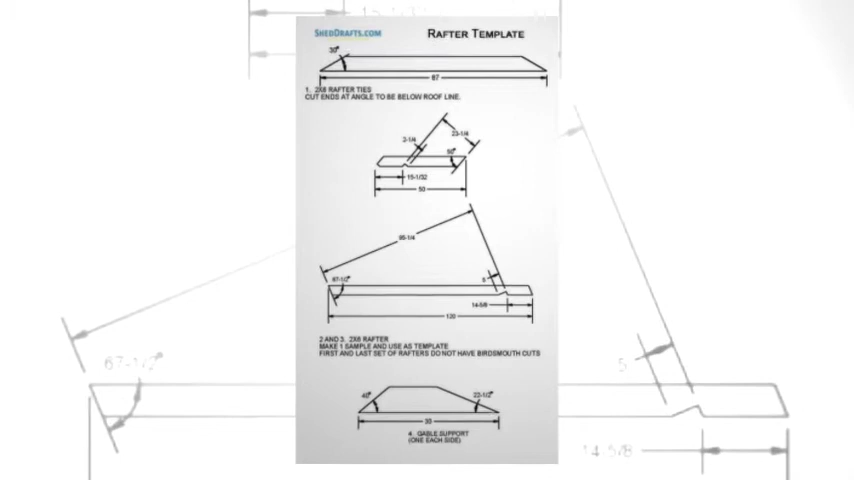 SHEDDRAFTS.COM
RAFTER TEMPLATE
30°
87
1. 2X6 RAFTER TIES
CUT ENDS AT ANGLE TO BE BELOW ROOF LINE.
2-1/4
23-1/4
50°
15-1/32
50
95-1/4
67-1/2°
5
14-5/8
120
2 AND 3. 2X6 RAFTER
MAKE 1 SAMPLE AND USE AS TEMPLATE
FIRST AND LAST SET OF RAFTERS DO NOT HAVE BIRDSMOUTH CUTS
40°
22-1/2°
30
4. GABLE SUPPORT
(ONE EACH SIDE)
67-1/2°
5
14-5/8